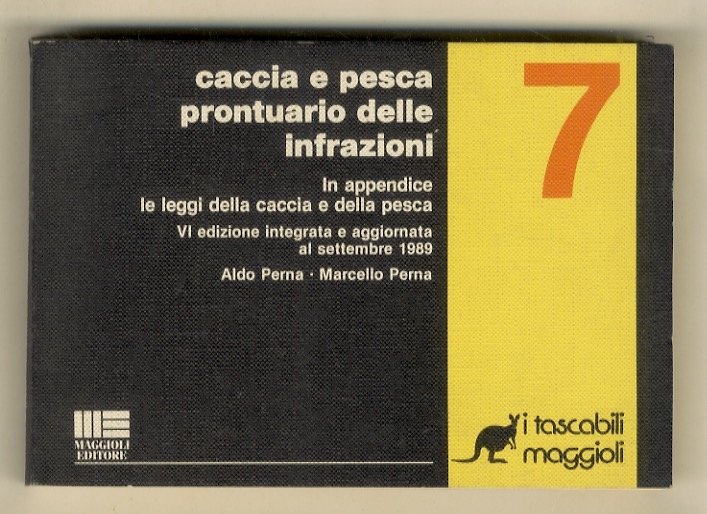 caccia e pesca
prontuario delle
infrazioni
In appendice
le leggi della caccia e della pesca
VI edizione integrata e aggiornata
al settembre 1989
Aldo Perna · Marcello Perna
7
MAGGIOLI
EDITORE
i tascabili
maggioli